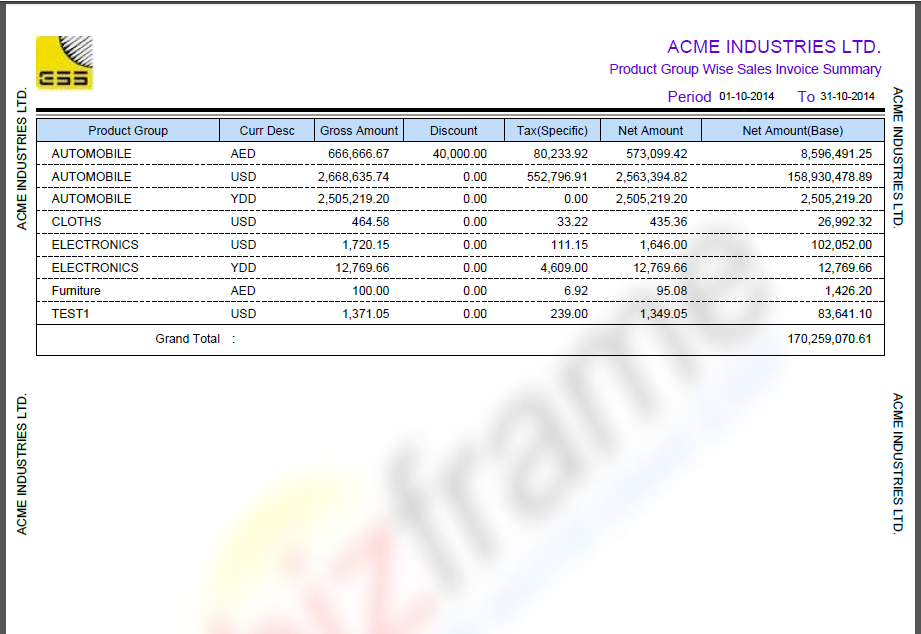 GSS
ACME INDUSTRIES LTD.
Product Group Wise Sales Invoice Summary
Period 01-10-2014 To 31-10-2014
ACME INDUSTRIES LTD.
ACME INDUSTRIES LTD.
Product Group Curr Desc Gross Amount Discount Tax(Specific) Net Amount Net Amount(Base)
AUTOMOBILE AED 666,666.67 40,000.00 80,233.92 573,099.42 8,596,491.25
AUTOMOBILE USD 2,668,635.74 0.00 552,796.91 2,563,394.82 158,930,478.89
AUTOMOBILE YDD 2,505,219.20 0.00 0.00 2,505,219.20 2,505,219.20
CLOTHS USD 464.58 0.00 33.22 435.36 26,992.32
ELECTRONICS USD 1,720.15 0.00 111.15 1,646.00 102,052.00
ELECTRONICS YDD 12,769.66 0.00 4,609.00 12,769.66 12,769.66
Furniture AED 100.00 0.00 6.92 95.08 1,426.20
TEST1 USD 1,371.05 0.00 239.00 1,349.05 83,641.10
Grand Total : 170,259,070.61
ACME INDUSTRIES LTD.
ACME INDUSTRIES LTD.
bizframe